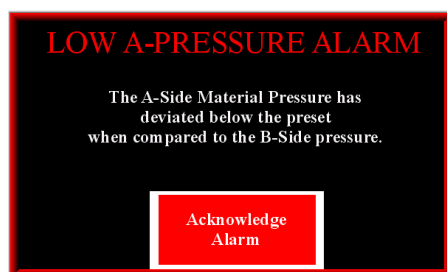 LOW A-PRESSURE ALARM
The A-Side Material Pressure has
deviated below the preset
when compared to the B-Side pressure.
Acknowledge
Alarm